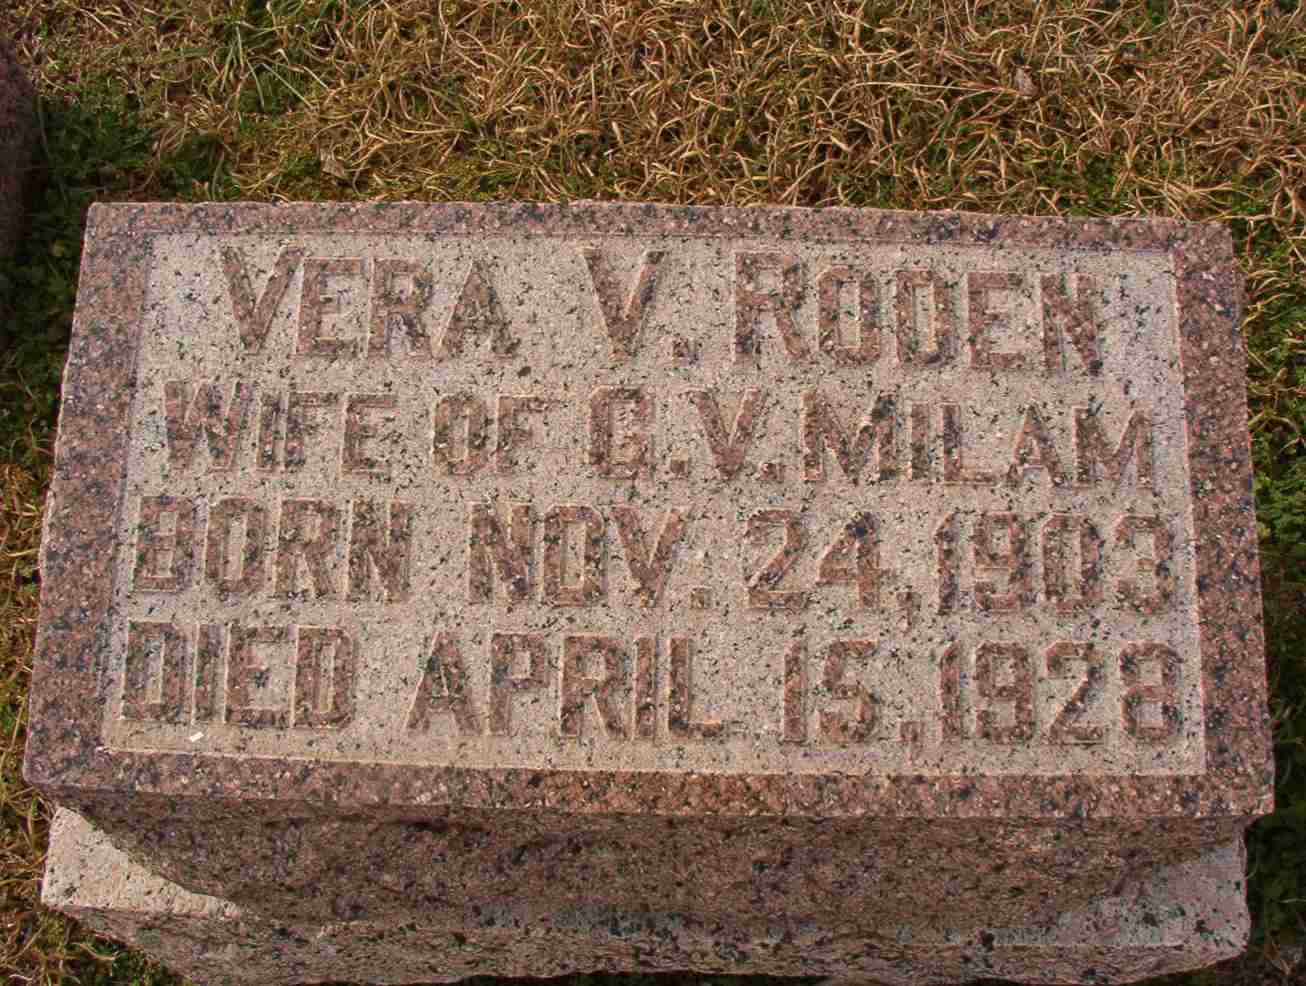 VERA V. RODEN
WIFE OF G.V. MILAM
BORN NOV. 24, 1903
DIED APRIL 15, 1928